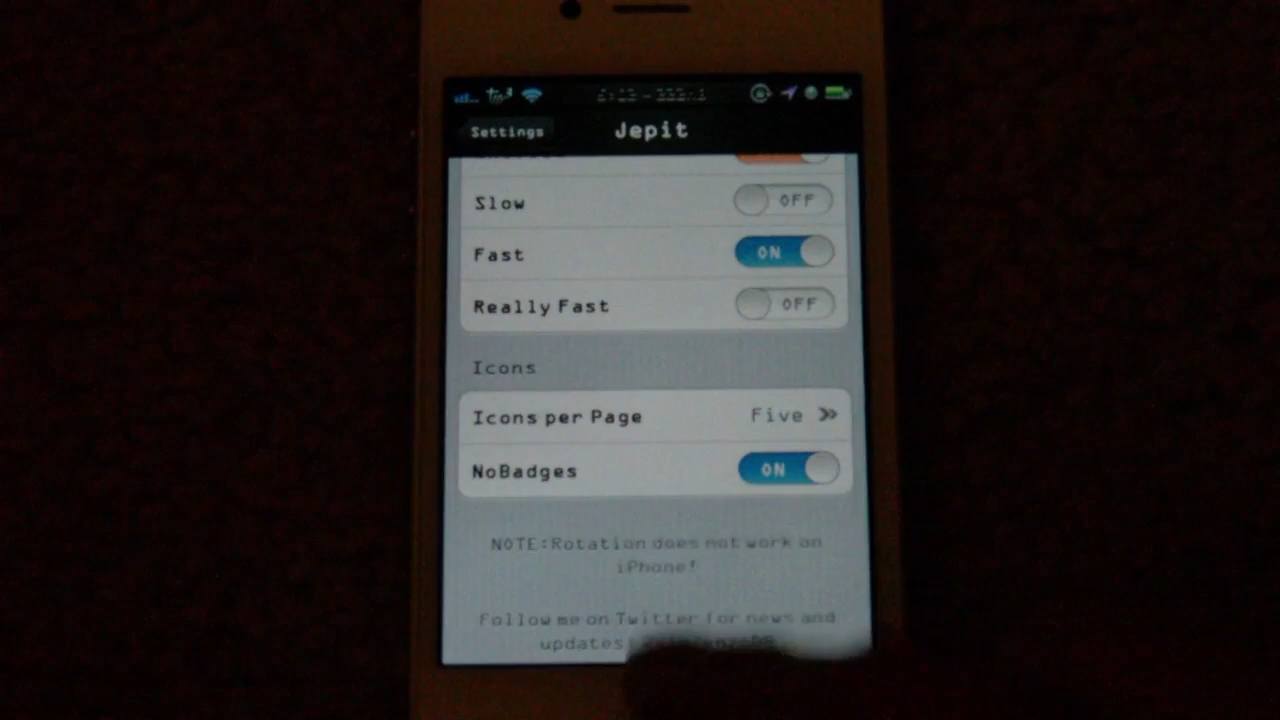 Settings
Jepit
Slow
OFF
Fast
ON
Really Fast
OFF
Icons
Icons per Page
Five
NoBadges
ON
NOTE:Rotation does not work on
iPhone!
Follow me on Twitter for news and
updates